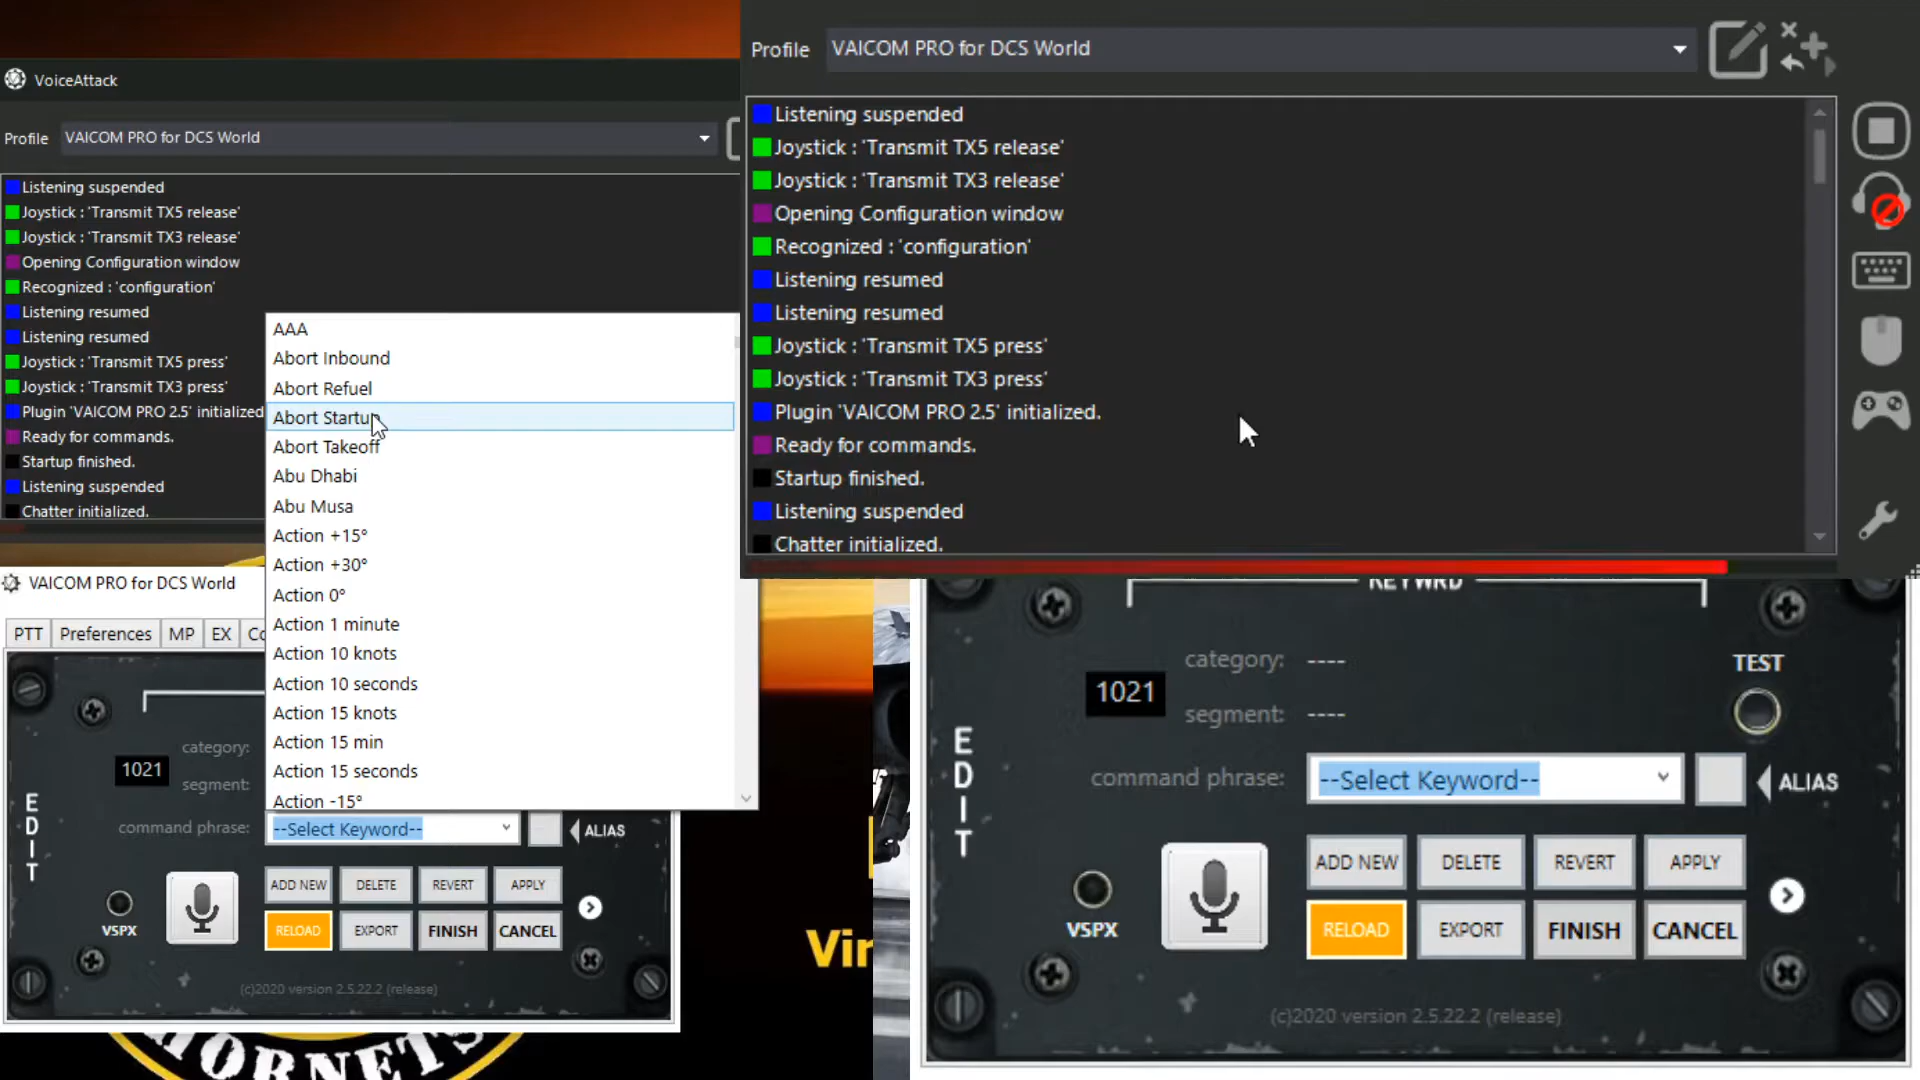 VoiceAttack
Profile VAICOM PRO for DCS World
Listening suspended
Joystick : 'Transmit TX5 release'
Joystick : 'Transmit TX3 release'
Opening Configuration window
Recognized : 'configuration'
Listening resumed
Listening resumed
Joystick : 'Transmit TX5 press'
Joystick : 'Transmit TX3 press'
Plugin 'VAICOM PRO 2.5' initialized
Ready for commands.
Startup finished.
Listening suspended
Chatter initialized.
AAA
Abort Inbound
Abort Refuel
Abort Startup
Abort Takeoff
Abu Dhabi
Abu Musa
Action +15°
Action +30°
Action 0°
Action 1 minute
Action 10 knots
Action 10 seconds
Action 15 knots
Action 15 min
Action 15 seconds
Action -15°
VAICOM PRO for DCS World
PTT Preferences MP EX Co
category:
1021
segment:
EDIT
command phrase: --Select Keyword-- ALIAS
ADD NEW DELETE REVERT APPLY
VSPX
RELOAD EXPORT FINISH CANCEL
(c)2020 version 2.5.22.2 (release)
HORNETS
Vir
Profile VAICOM PRO for DCS World
Listening suspended
Joystick : 'Transmit TX5 release'
Joystick : 'Transmit TX3 release'
Opening Configuration window
Recognized : 'configuration'
Listening resumed
Listening resumed
Joystick : 'Transmit TX5 press'
Joystick : 'Transmit TX3 press'
Plugin 'VAICOM PRO 2.5' initialized.
Ready for commands.
Startup finished.
Listening suspended
Chatter initialized.
KEYWRD
category: ----
TEST
1021
segment: ----
EDIT
command phrase: --Select Keyword-- ALIAS
ADD NEW DELETE REVERT APPLY
VSPX
RELOAD EXPORT FINISH CANCEL
(c)2020 version 2.5.22.2 (release)